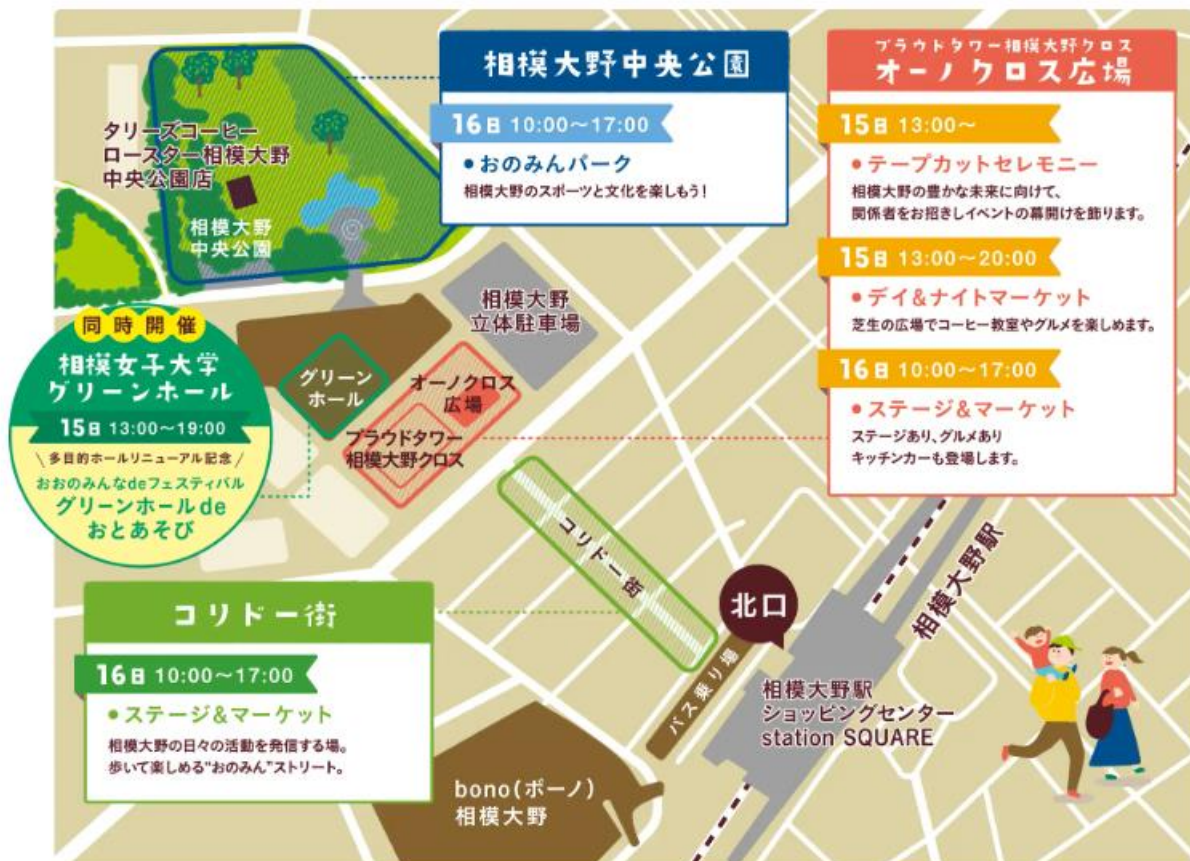 相模大野中央公園
16日 10:00〜17:00
●おのみんパーク
相模大野のスポーツと文化を楽しもう！
プラウドタワー相模大野クロス
オーノクロス広場
15日 13:00〜
●テープカットセレモニー
相模大野の豊かな未来に向けて、
関係者をお招きしイベントの幕開けを飾ります。
15日 13:00〜20:00
●デイ&ナイトマーケット
芝生の広場でコーヒー教室やグルメを楽しめます。
16日 10:00〜17:00
●ステージ&マーケット
ステージあり、グルメあり
キッチンカーも登場します。
タリーズコーヒー
ロースター相模大野
中央公園店
相模大野
中央公園
相模大野
立体駐車場
同時開催
相模女子大学
グリーンホール
15日 13:00〜19:00
\多目的ホールリニューアル記念/
おおのみんなdeフェスティバル
グリーンホールde
おとあそび
グリーン
ホール
オーノクロス
広場
プラウドタワー
相模大野クロス
コリドー街
北口
相模大野駅
バス乗り場
相模大野駅
ショッピングセンター
station SQUARE
コリドー街
16日 10:00〜17:00
●ステージ&マーケット
相模大野の日々の活動を発信する場。
歩いて楽しめる“おのみん”ストリート。
bono(ボーノ)
相模大野